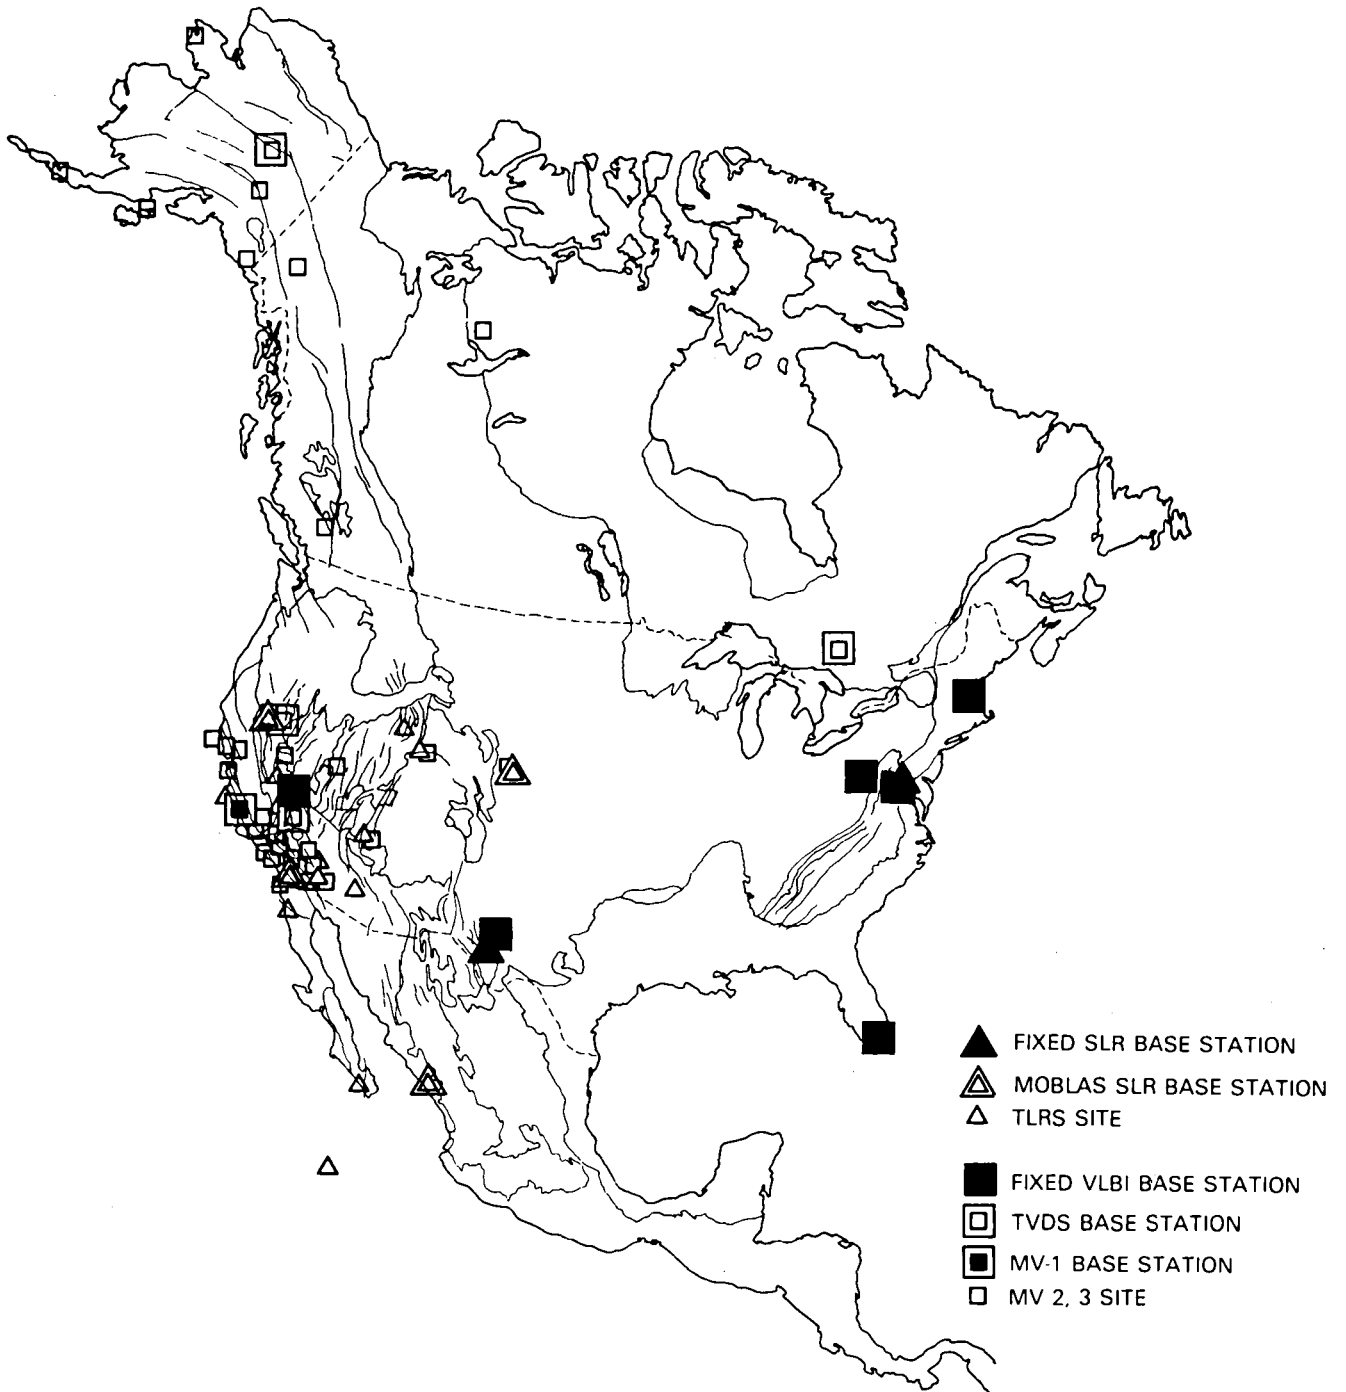 FIXED SLR BASE STATION
MOBLAS SLR BASE STATION
TLRS SITE
FIXED VLBI BASE STATION
TVDS BASE STATION
MV-1 BASE STATION
MV 2, 3 SITE